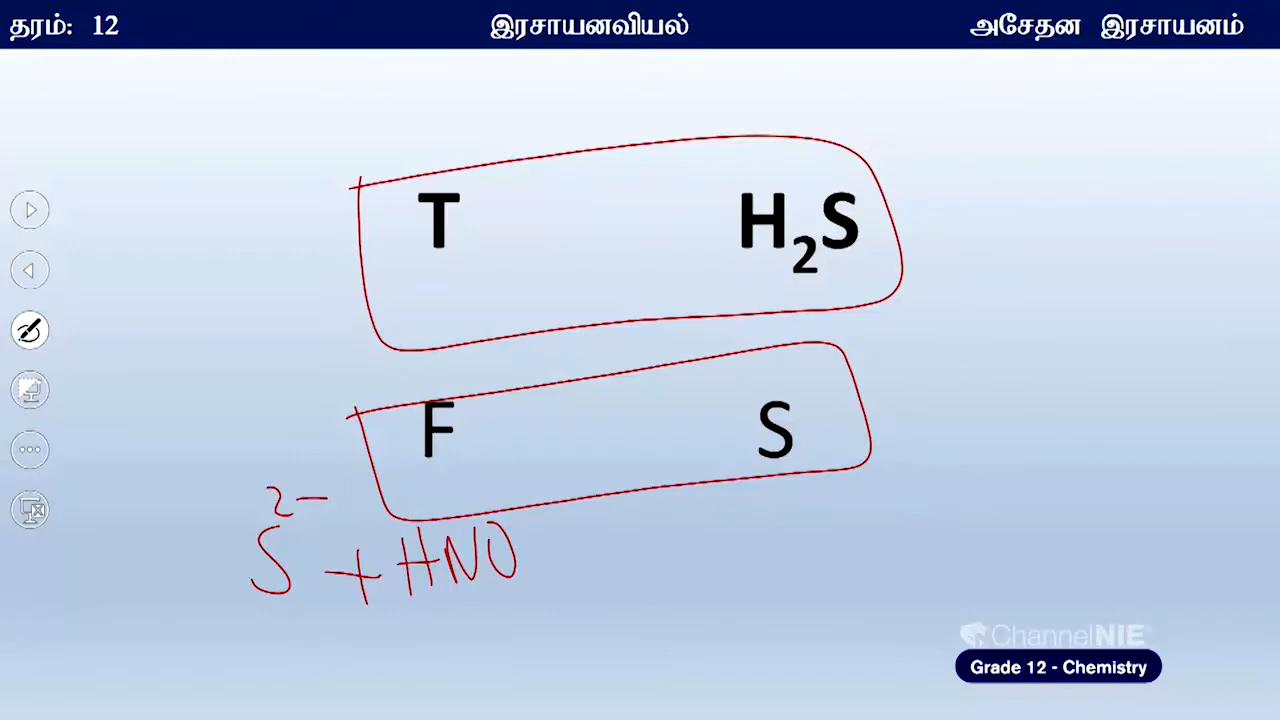 தரம்: 12 இரசாயனவியல் அசேதன இரசாயனம்
T H₂S
F S
S²⁻ + HNO
ChannelNIE
Grade 12 - Chemistry